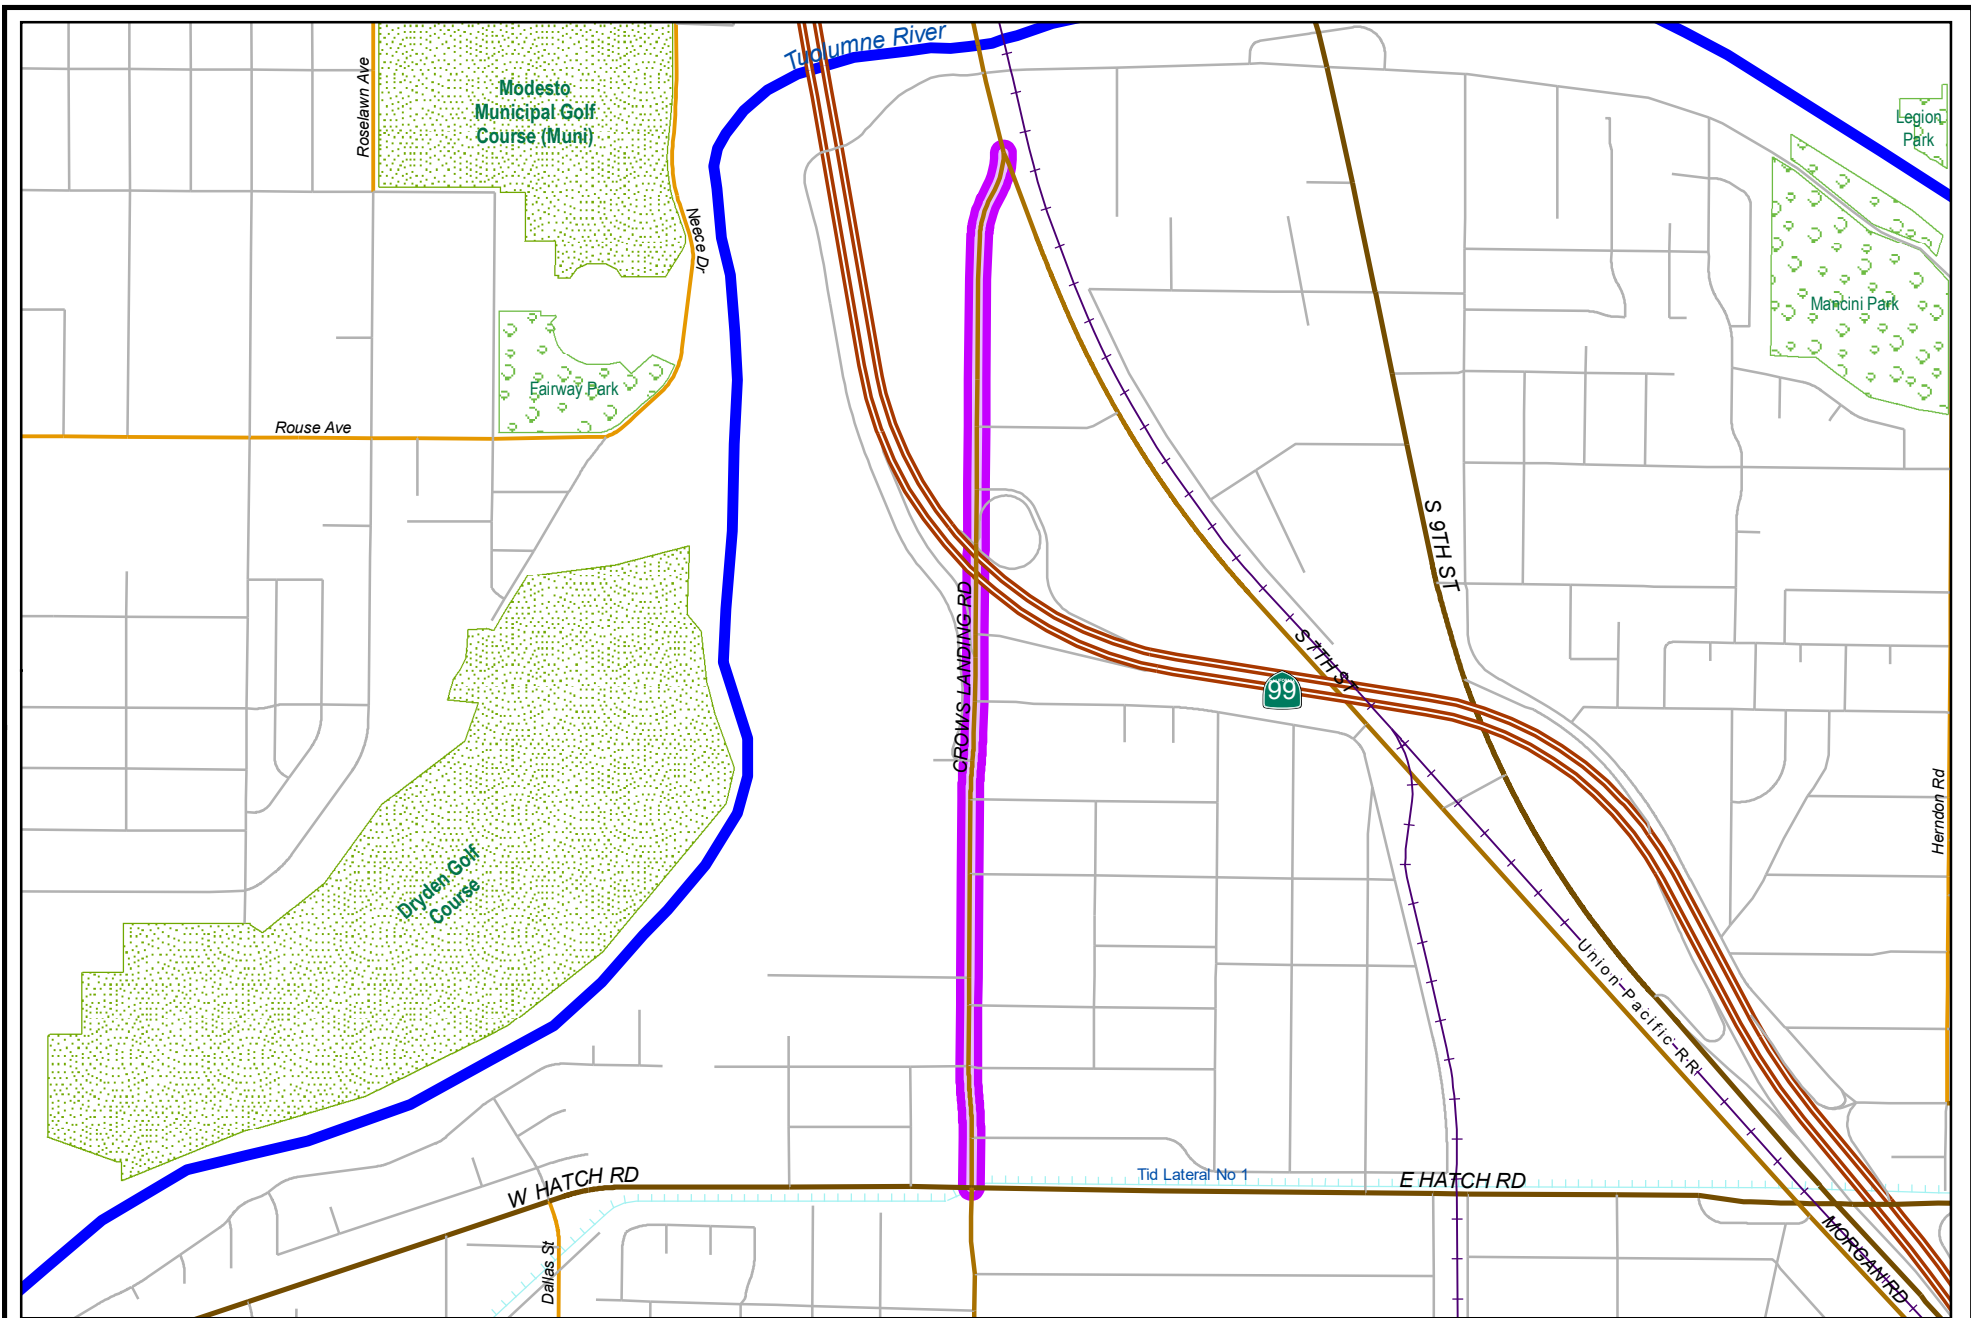 Tuolumne River
Roselawn Ave
Modesto
Municipal Golf
Course (Muni)
Legion
Park
Neece Dr
Mancini Park
Fairway Park
Rouse Ave
S 9TH ST
CROWS LANDING RD
S 7TH ST
99
Herndon Rd
Dryden Golf
Course
Union Pacific RR
W HATCH RD
Tid Lateral No 1
E HATCH RD
Dallas St
MORGAN RD